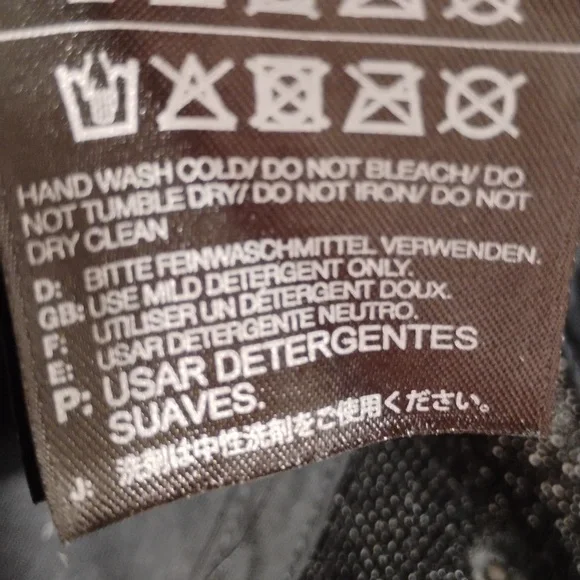 HAND WASH COLD/ DO NOT BLEACH/ DO
NOT TUMBLE DRY/ DO NOT IRON/ DO NOT
DRY CLEAN
D: BITTE FEINWASCHMITTEL VERWENDEN.
GB: USE MILD DETERGENT ONLY.
F: UTILISER UN DÉTERGENT DOUX.
E: USAR DETERGENTE NEUTRO.
P: USAR DETERGENTES
SUAVES.
J: 洗剤は中性洗剤をご使用ください。